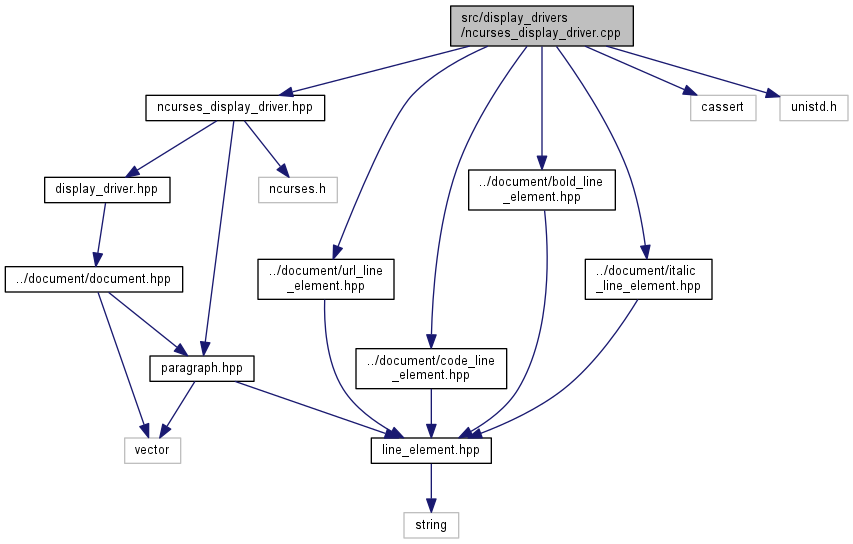 src/display_drivers
/ncurses_display_driver.cpp
ncurses_display_driver.hpp
cassert
unistd.h
display_driver.hpp
ncurses.h
../document/bold_line
_element.hpp
../document/document.hpp
../document/url_line
_element.hpp
../document/italic
_line_element.hpp
paragraph.hpp
../document/code_line
_element.hpp
vector
line_element.hpp
string